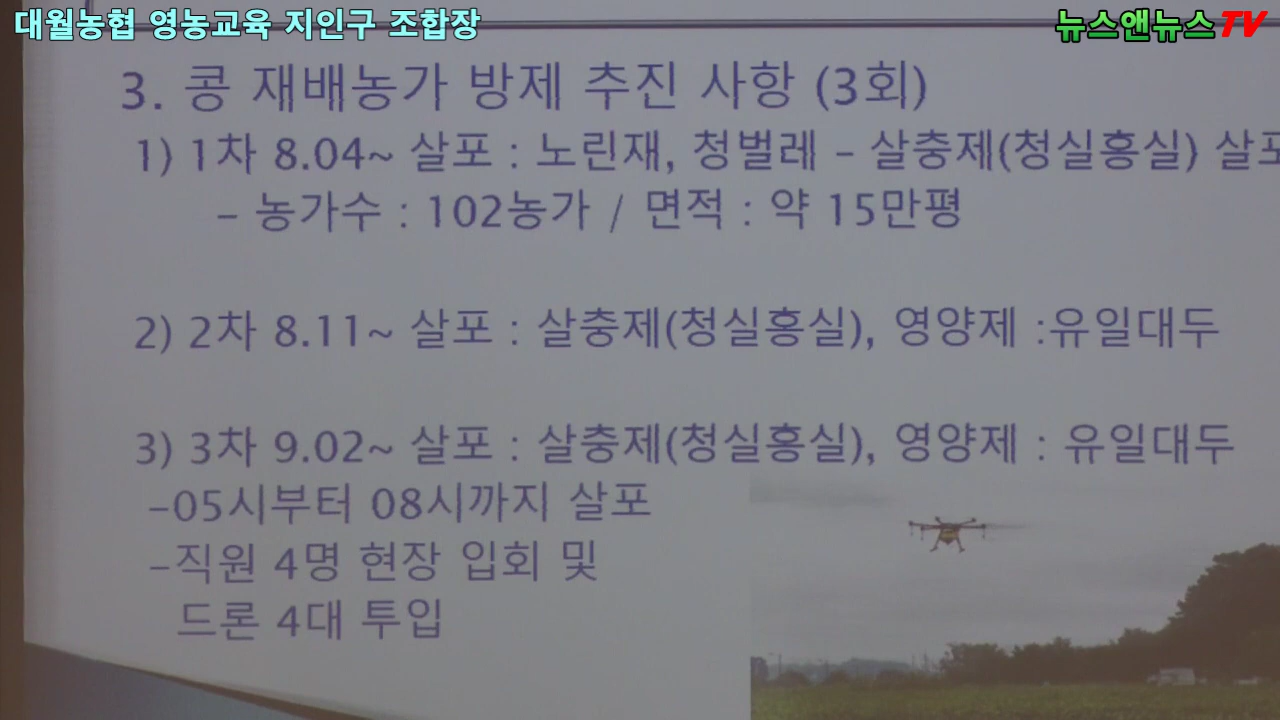 대월농협 영농교육 지인구 조합장
뉴스앤뉴스TV
3. 콩 재배농가 방제 추진 사항 (3회)
1) 1차 8.04~ 살포 : 노린재, 청벌레 – 살충제(청실홍실) 살포
– 농가수 : 102농가 / 면적 : 약 15만평
2) 2차 8.11~ 살포 : 살충제(청실홍실), 영양제 :유일대두
3) 3차 9.02~ 살포 : 살충제(청실홍실), 영양제 : 유일대두
–05시부터 08시까지 살포
–직원 4명 현장 입회 및
드론 4대 투입